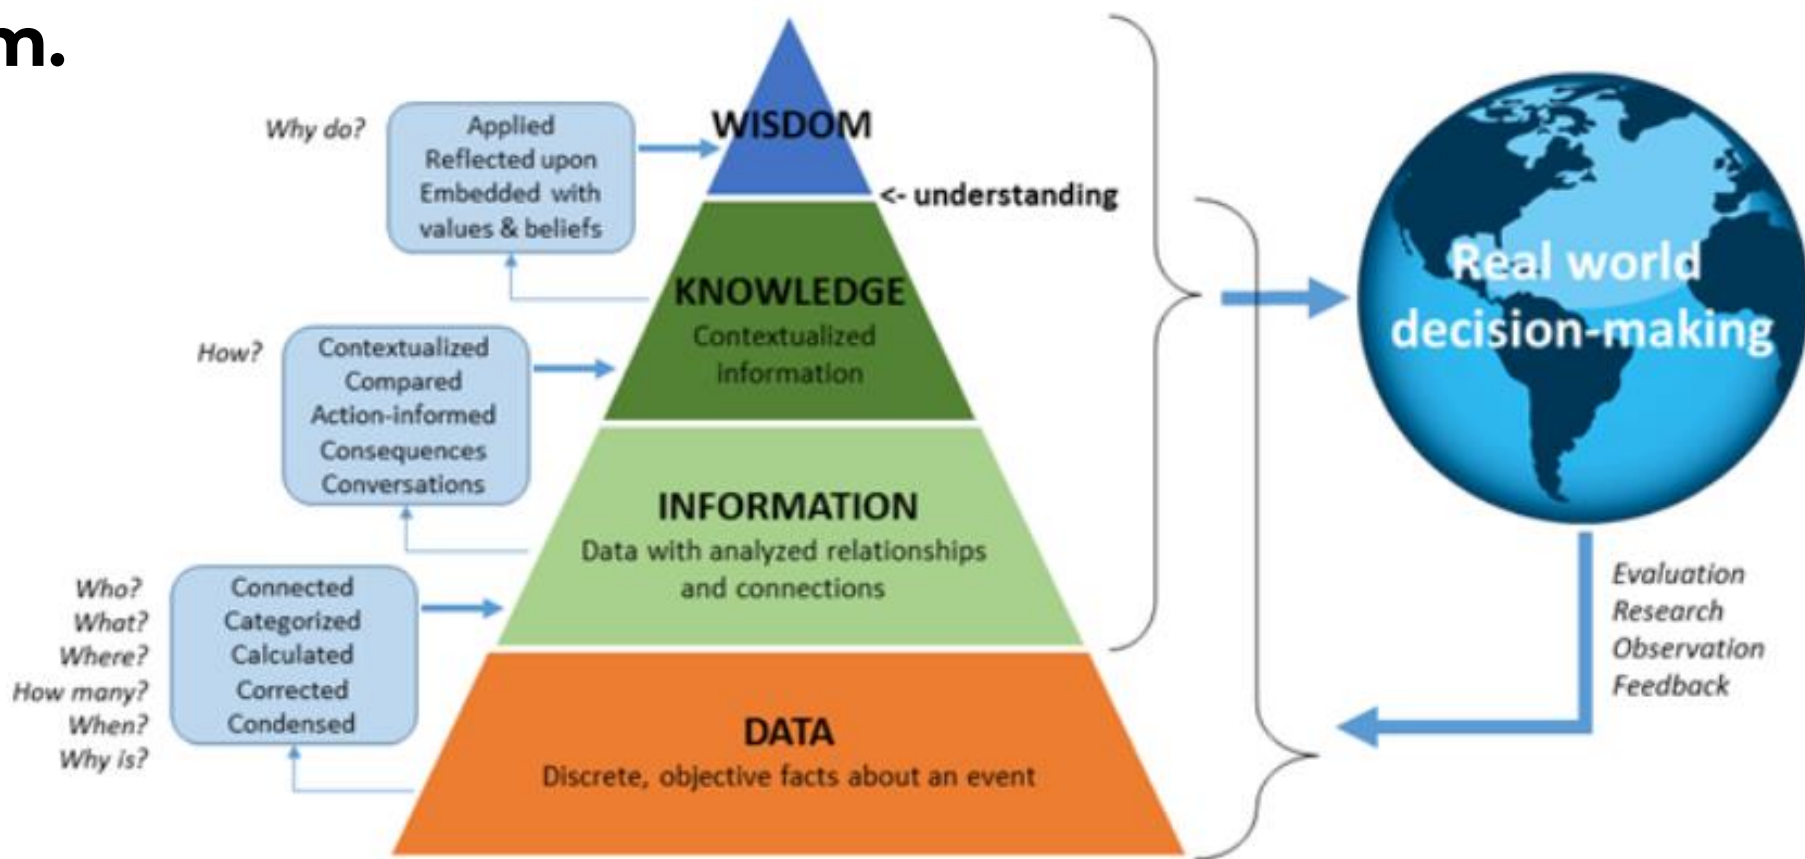 m.
WISDOM
<- understanding
KNOWLEDGE
Contextualized
information
INFORMATION
Data with analyzed relationships
and connections
DATA
Discrete, objective facts about an event
Why do?
Applied
Reflected upon
Embedded with
values & beliefs
How?
Contextualized
Compared
Action-informed
Consequences
Conversations
Who?
What?
Where?
How many?
When?
Why is?
Connected
Categorized
Calculated
Corrected
Condensed
Real world
decision-making
Evaluation
Research
Observation
Feedback